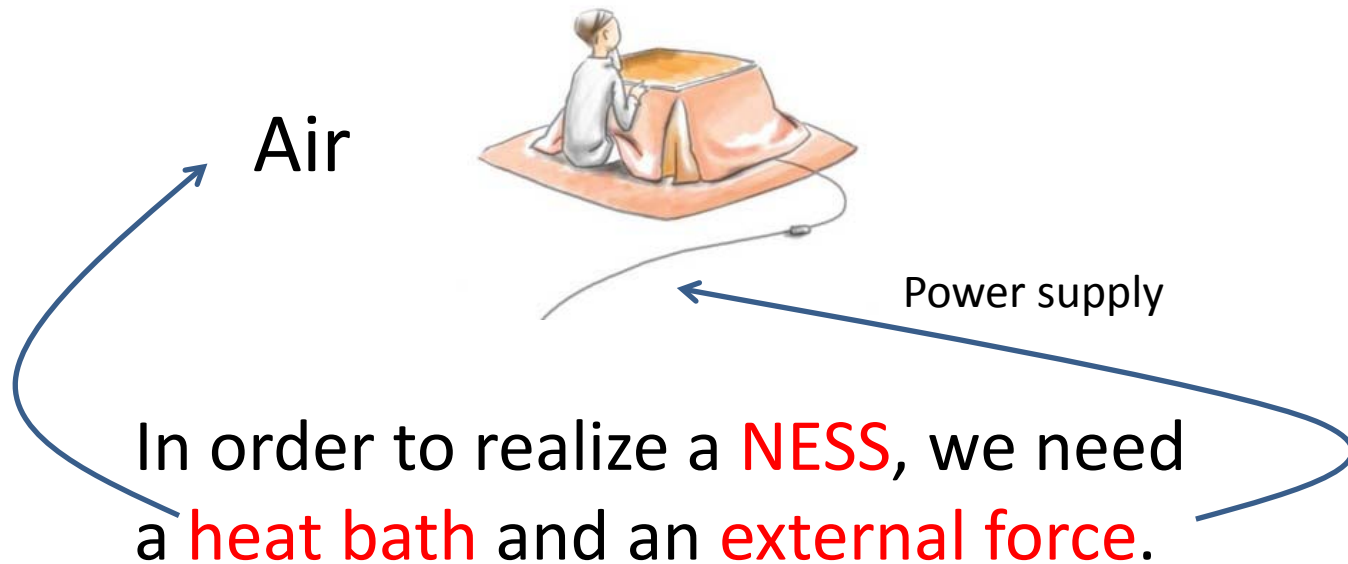 Air
Power supply
In order to realize a NESS, we need
a heat bath and an external force.